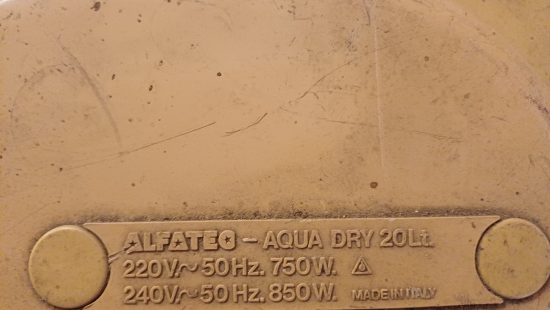 ALFATEC - AQUA DRY 20Lt.
220V~50Hz. 750W.
240V~50Hz. 850W. MADE IN ITALY